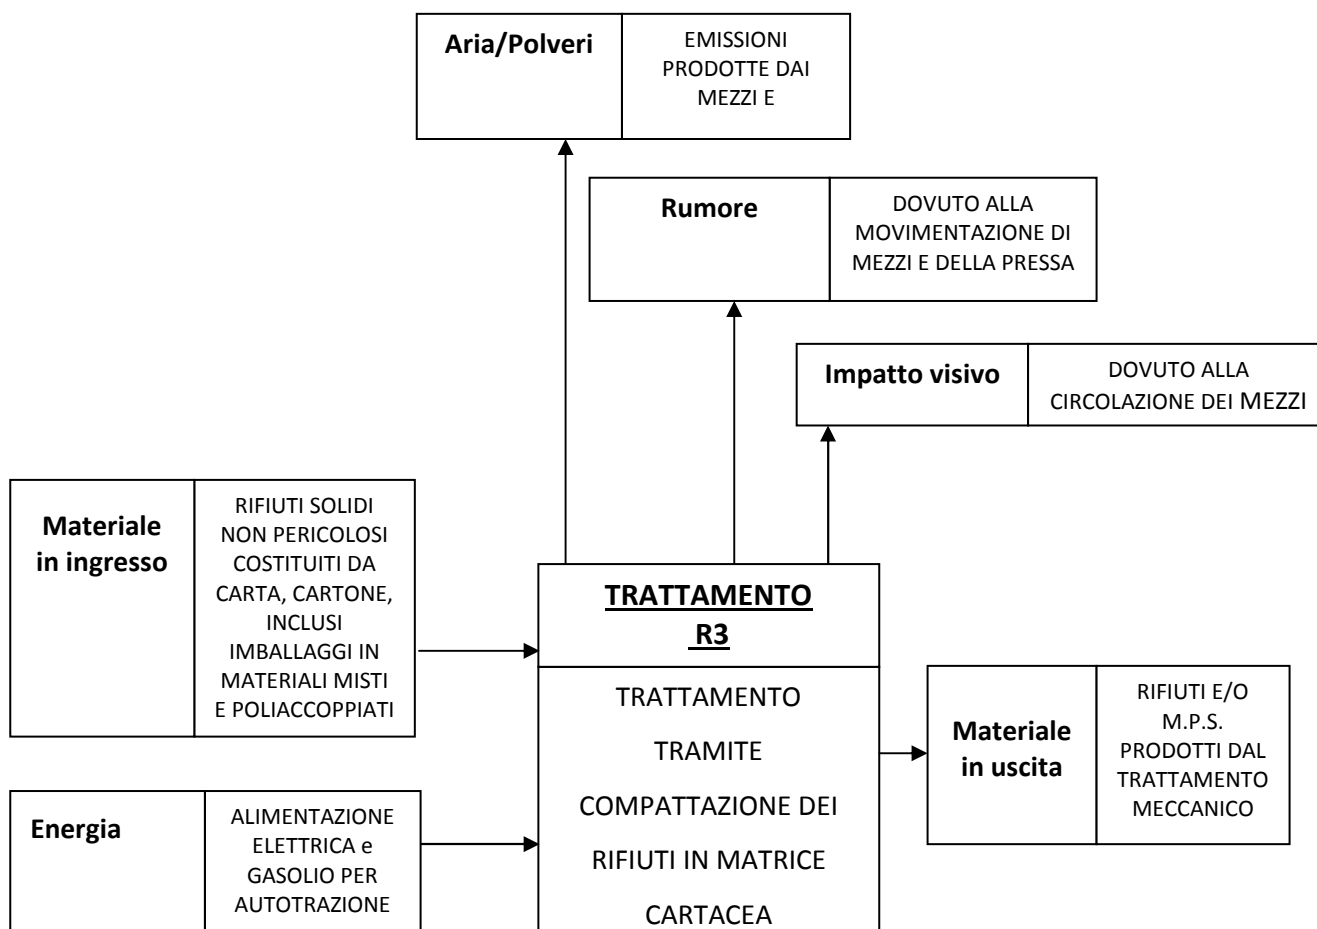 Aria/Polveri
EMISSIONI
PRODOTTE DAI
MEZZI E
Rumore
DOVUTO ALLA
MOVIMENTAZIONE DI
MEZZI E DELLA PRESSA
Impatto visivo
DOVUTO ALLA
CIRCOLAZIONE DEI MEZZI
Materiale
in ingresso
RIFIUTI SOLIDI
NON PERICOLOSI
COSTITUITI DA
CARTA, CARTONE,
INCLUSI
IMBALLAGGI IN
MATERIALI MISTI
E POLIACCOPPIATI
TRATTAMENTO
R3
TRATTAMENTO
TRAMITE
COMPATTAZIONE DEI
RIFIUTI IN MATRICE
CARTACEA
Materiale
in uscita
RIFIUTI E/O
M.P.S.
PRODOTTI DAL
TRATTAMENTO
MECCANICO
Energia
ALIMENTAZIONE
ELETTRICA e
GASOLIO PER
AUTOTRAZIONE